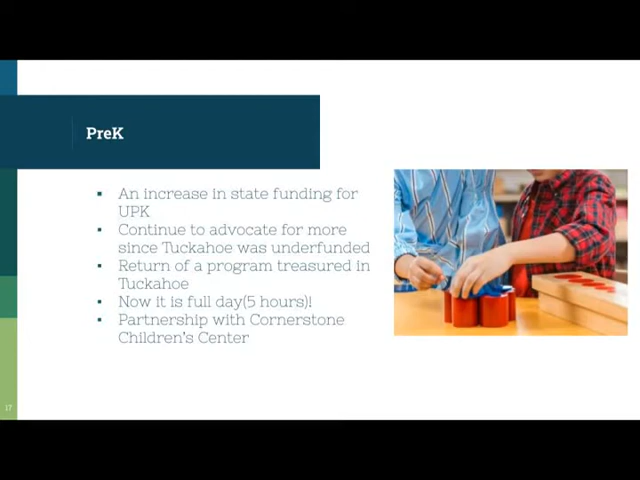 PreK
▪ An increase in state funding for
UPK
▪ Continue to advocate for more
since Tuckahoe was underfunded
▪ Return of a program treasured in
Tuckahoe
▪ Now it is full day(5 hours)!
▪ Partnership with Cornerstone
Children's Center
17